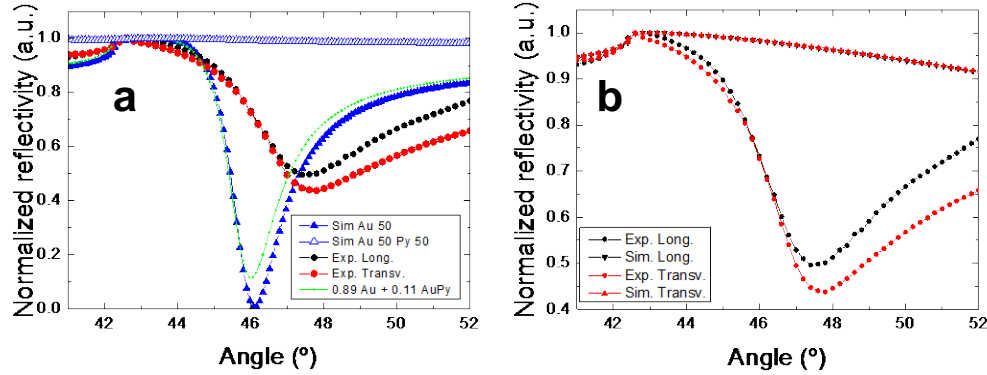 a
Normalized reflectivity (a.u.)
1.0
0.8
0.6
0.4
0.2
0.0
Sim Au 50
Sim Au 50 Py 50
Exp. Long.
Exp. Transv.
0.89 Au + 0.11 AuPy
42 44 46 48 50 52
Angle (º)
b
Normalized reflectivity (a.u.)
1.0
0.9
0.8
0.7
0.6
0.5
0.4
Exp. Long.
Sim. Long.
Exp. Transv.
Sim. Transv.
42 44 46 48 50 52
Angle (º)